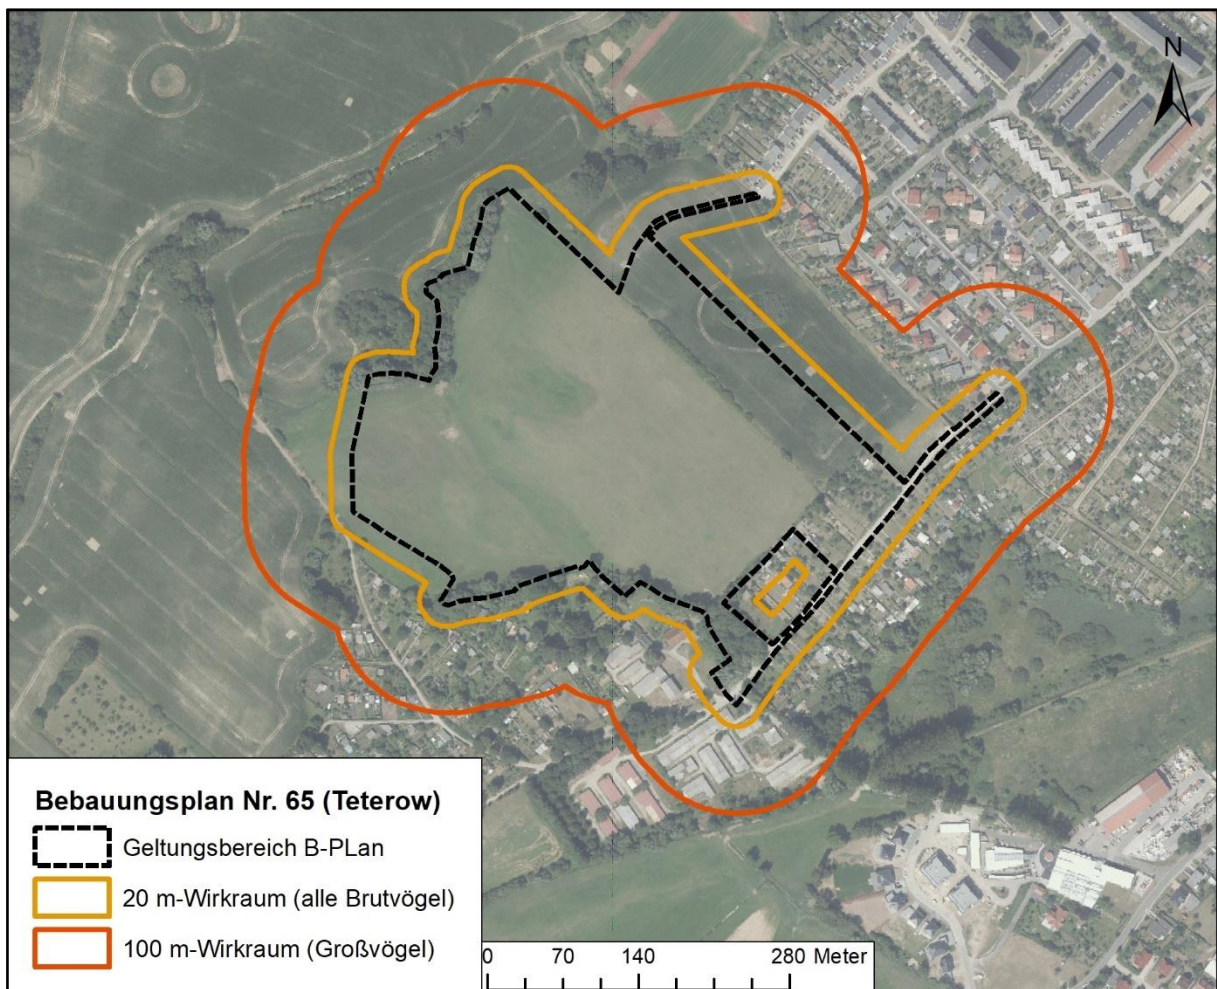 N
Bebauungsplan Nr. 65 (Teterow)
Geltungsbereich B-PLan
20 m-Wirkraum (alle Brutvögel)
100 m-Wirkraum (Großvögel)
0 70 140 280 Meter